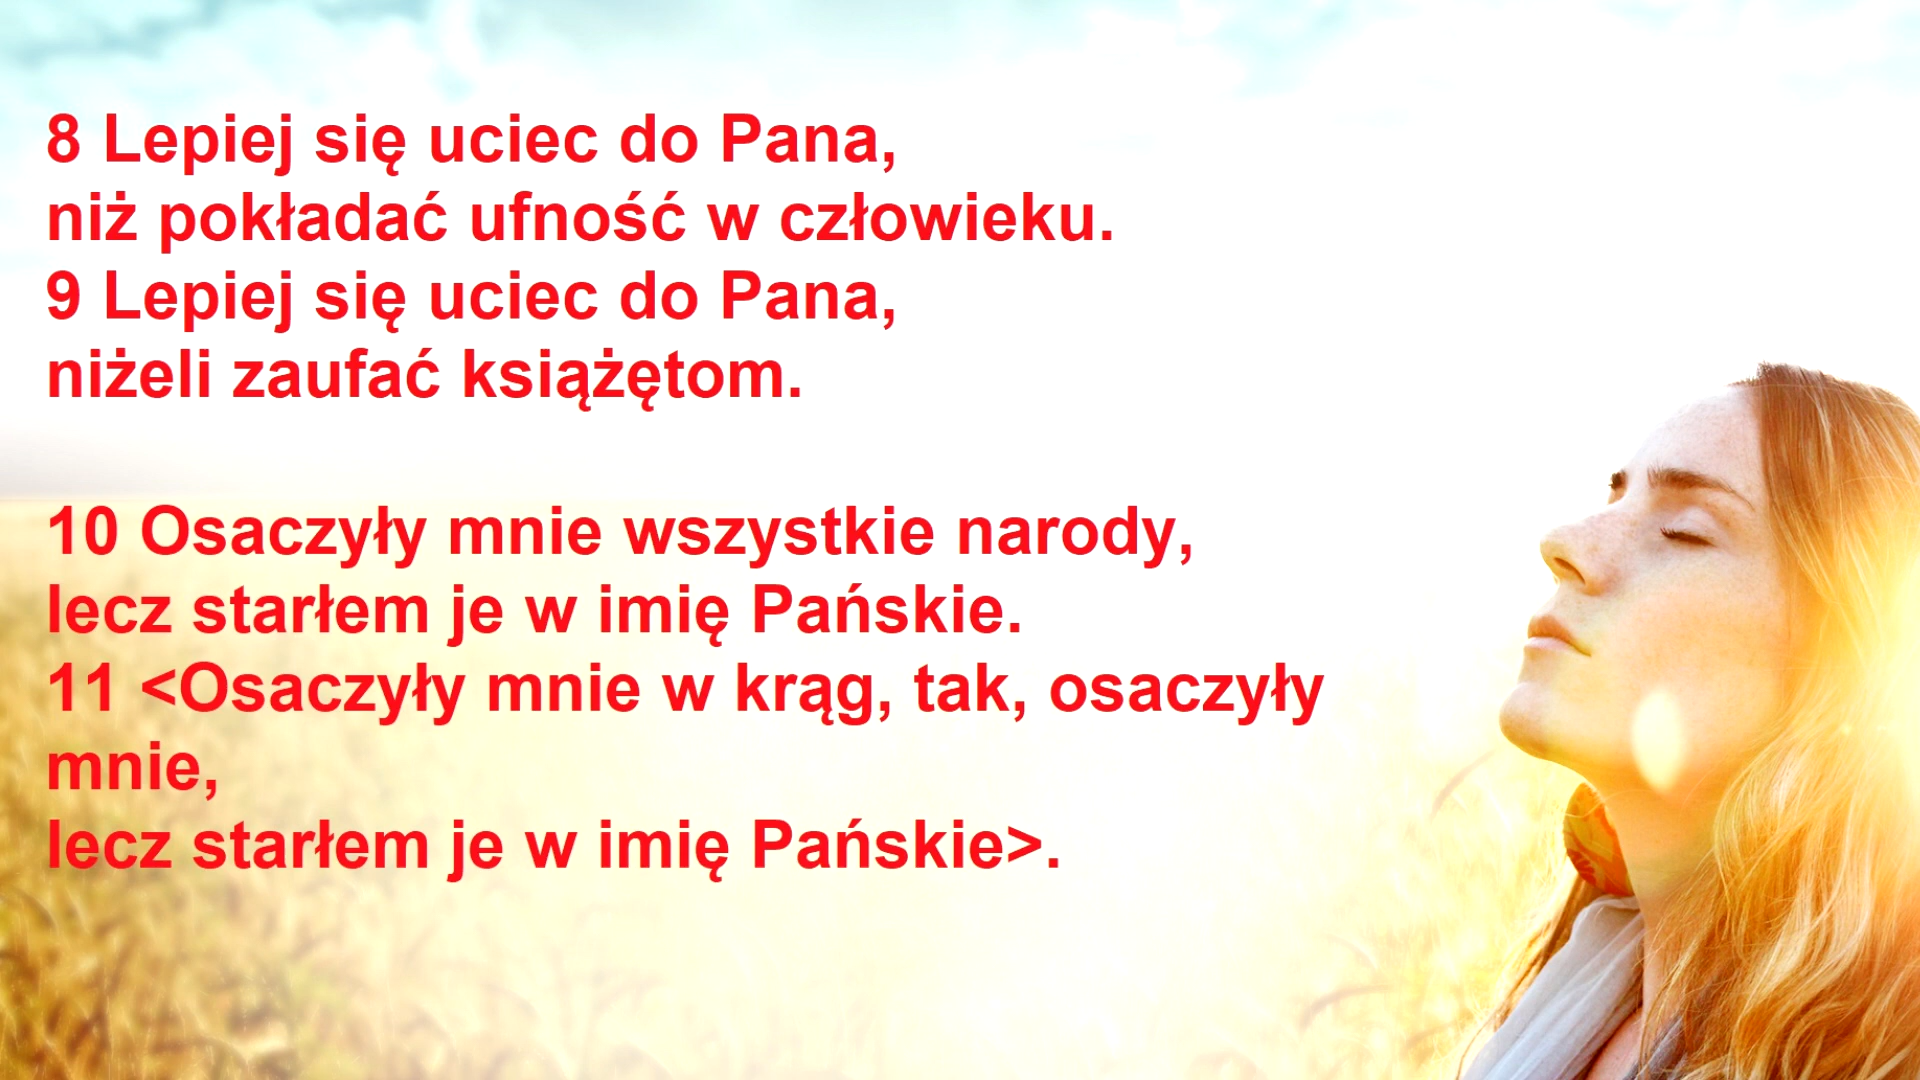 8 Lepiej się uciec do Pana,
niż pokładać ufność w człowieku.
9 Lepiej się uciec do Pana,
niżeli zaufać książętom.
10 Osaczyły mnie wszystkie narody,
lecz starłem je w imię Pańskie.
11 <Osaczyły mnie w krąg, tak, osaczyły
mnie,
lecz starłem je w imię Pańskie>.